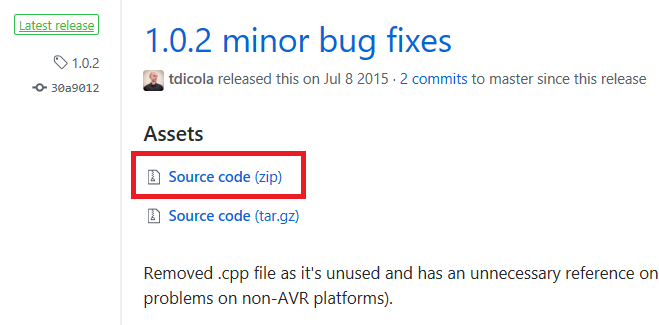 Latest release
1.0.2
30a9012
1.0.2 minor bug fixes
tdicola released this on Jul 8 2015 · 2 commits to master since this release
Assets
Source code (zip)
Source code (tar.gz)
Removed .cpp file as it's unused and has an unnecessary reference on
problems on non-AVR platforms).